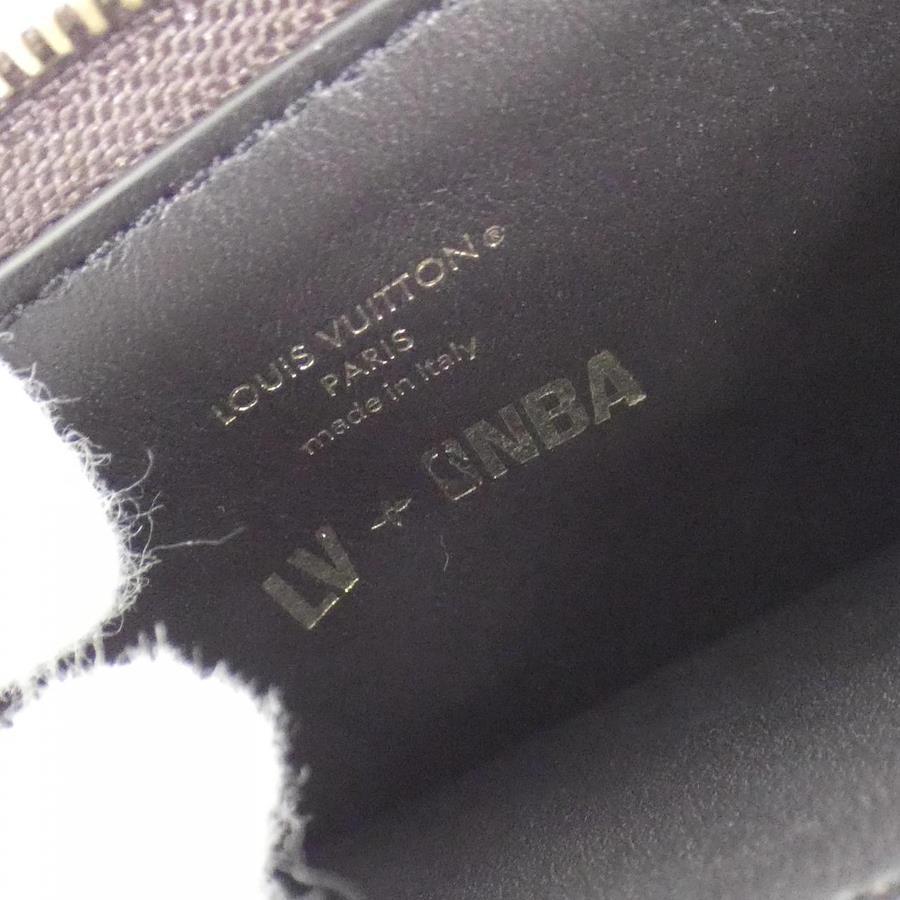 LOUIS VUITTON®
PARIS
made in Italy
LV + NBA